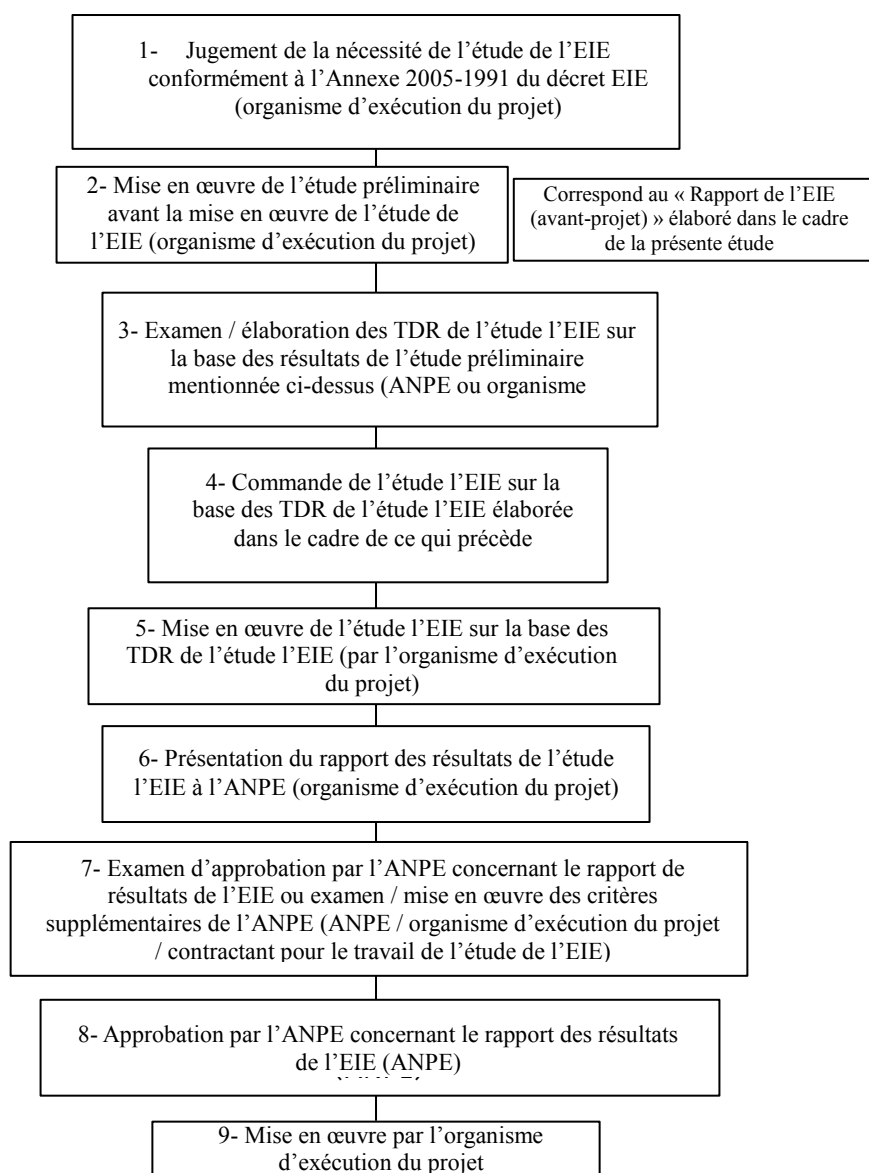 1- Jugement de la nécessité de l’étude de l’EIE
conformément à l’Annexe 2005-1991 du décret EIE
(organisme d’exécution du projet)
2- Mise en œuvre de l’étude préliminaire
avant la mise en œuvre de l’étude de
l’EIE (organisme d’exécution du projet)
Correspond au « Rapport de l’EIE
(avant-projet) » élaboré dans le cadre
de la présente étude
3- Examen / élaboration des TDR de l’étude l’EIE sur
la base des résultats de l’étude préliminaire
mentionnée ci-dessus (ANPE ou organisme
4- Commande de l’étude l’EIE sur la
base des TDR de l’étude l’EIE élaborée
dans le cadre de ce qui précède
5- Mise en œuvre de l’étude l’EIE sur la base des
TDR de l’étude l’EIE (par l’organisme d’exécution
du projet)
6- Présentation du rapport des résultats de l’étude
l’EIE à l’ANPE (organisme d’exécution du projet)
7- Examen d’approbation par l’ANPE concernant le rapport de
résultats de l’EIE ou examen / mise en œuvre des critères
supplémentaires de l’ANPE (ANPE / organisme d’exécution du projet
/ contractant pour le travail de l’étude de l’EIE)
8- Approbation par l’ANPE concernant le rapport des résultats
de l’EIE (ANPE)
9- Mise en œuvre par l’organisme
d’exécution du projet